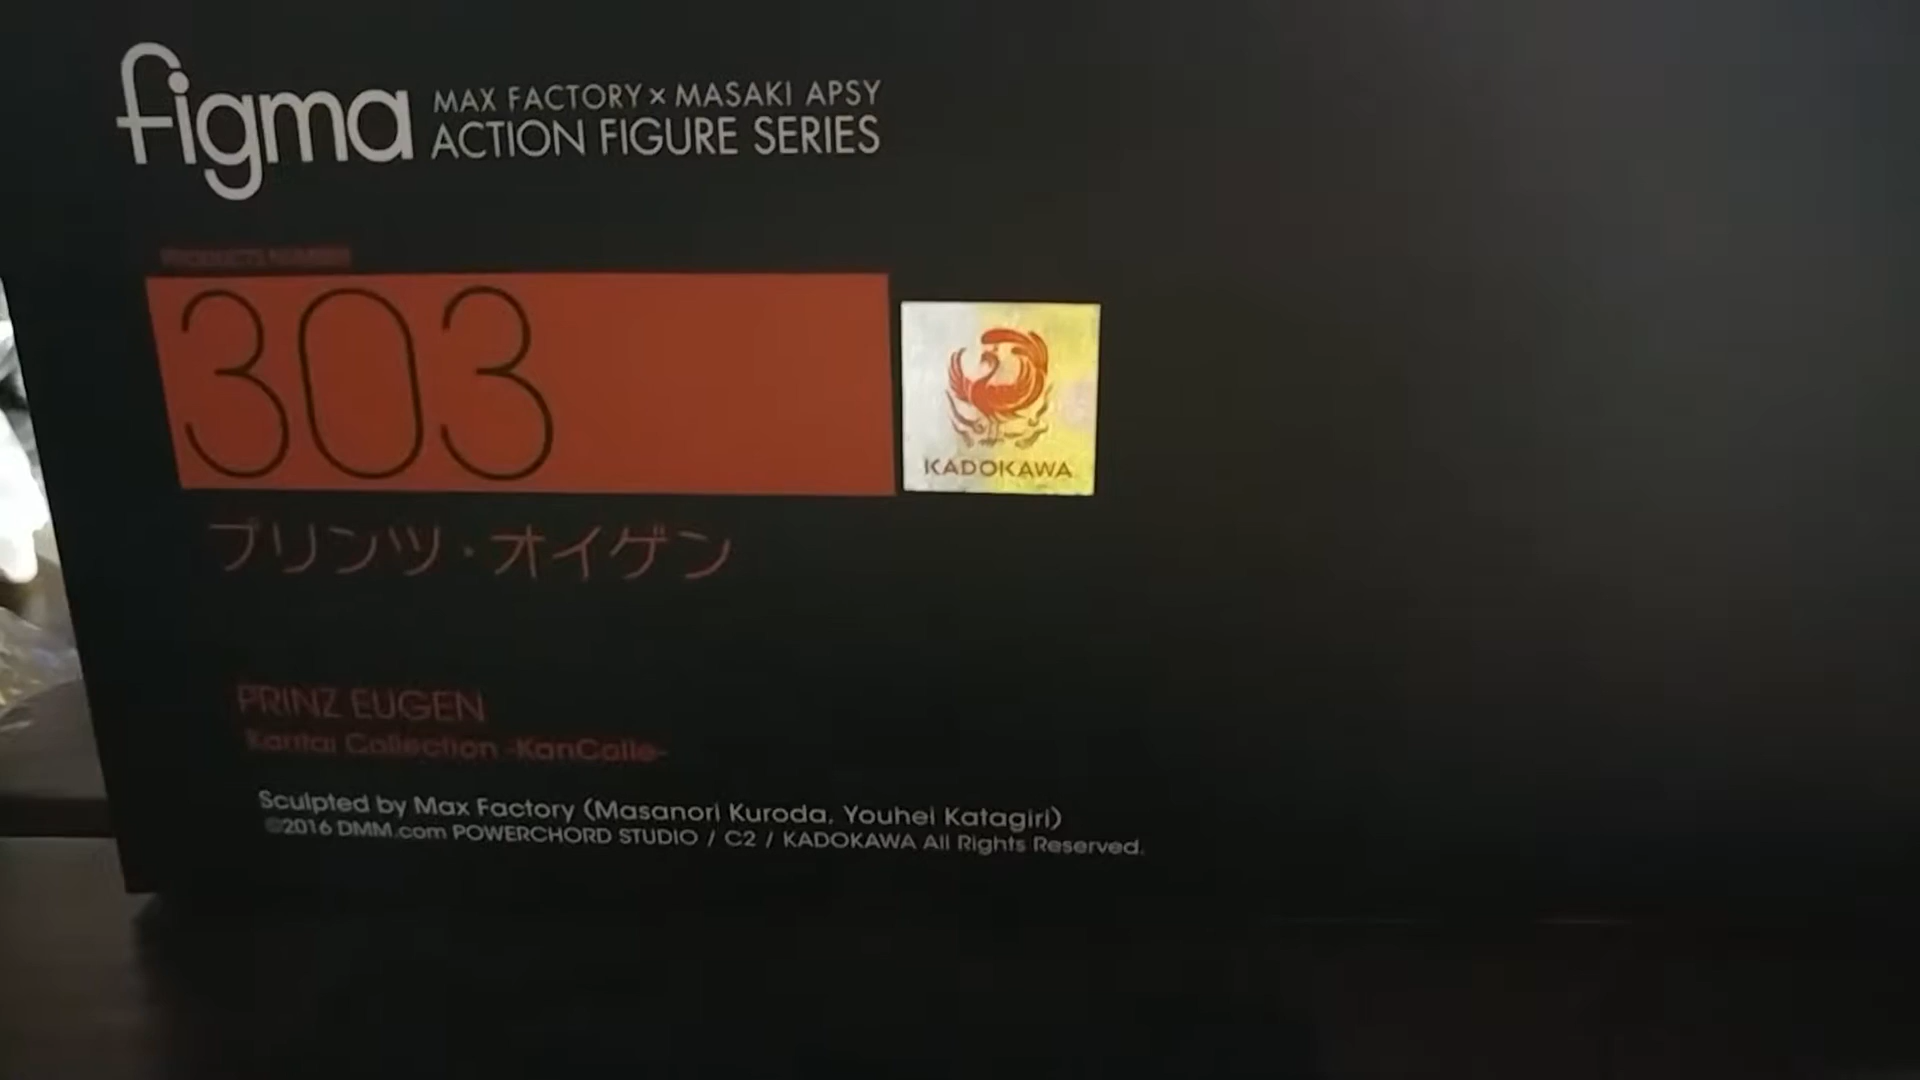 figma
MAX FACTORY×MASAKI APSY
ACTION FIGURE SERIES
PRODUCTS NUMBER
303
KADOKAWA
プリンツ・オイゲン
PRINZ EUGEN
Kantai Collection -KanColle-
Sculpted by Max Factory (Masanori Kuroda, Youhei Katagiri)
©2016 DMM.com POWERCHORD STUDIO / C2 / KADOKAWA All Rights Reserved.